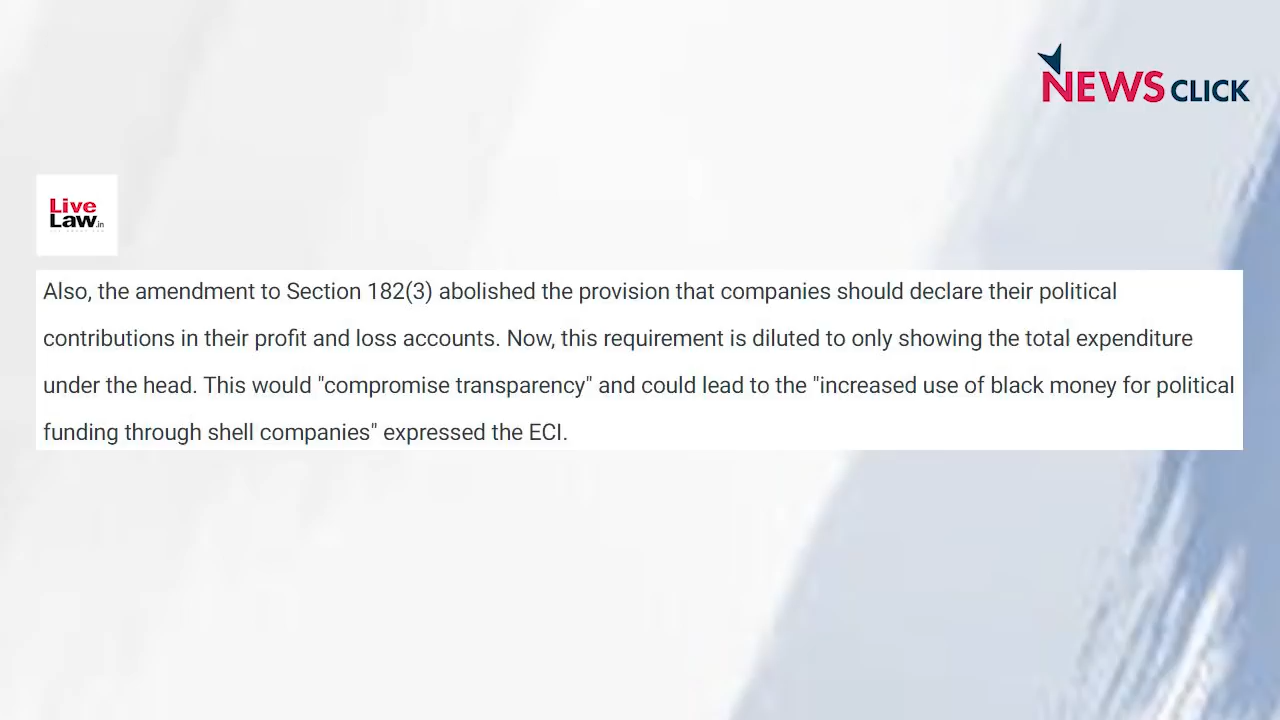 NEWS CLICK
Live
Law.in
Also, the amendment to Section 182(3) abolished the provision that companies should declare their political
contributions in their profit and loss accounts. Now, this requirement is diluted to only showing the total expenditure
under the head. This would "compromise transparency" and could lead to the "increased use of black money for political
funding through shell companies" expressed the ECI.